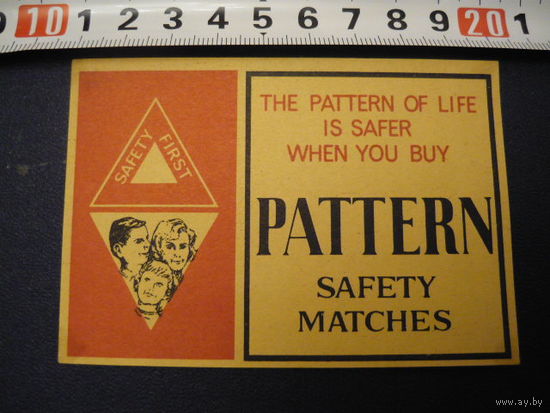 9 10 1 2 3 4 5 6 7 8 9 20 1
SAFETY FIRST
THE PATTERN OF LIFE
IS SAFER
WHEN YOU BUY
PATTERN
SAFETY
MATCHES
www.ay.by